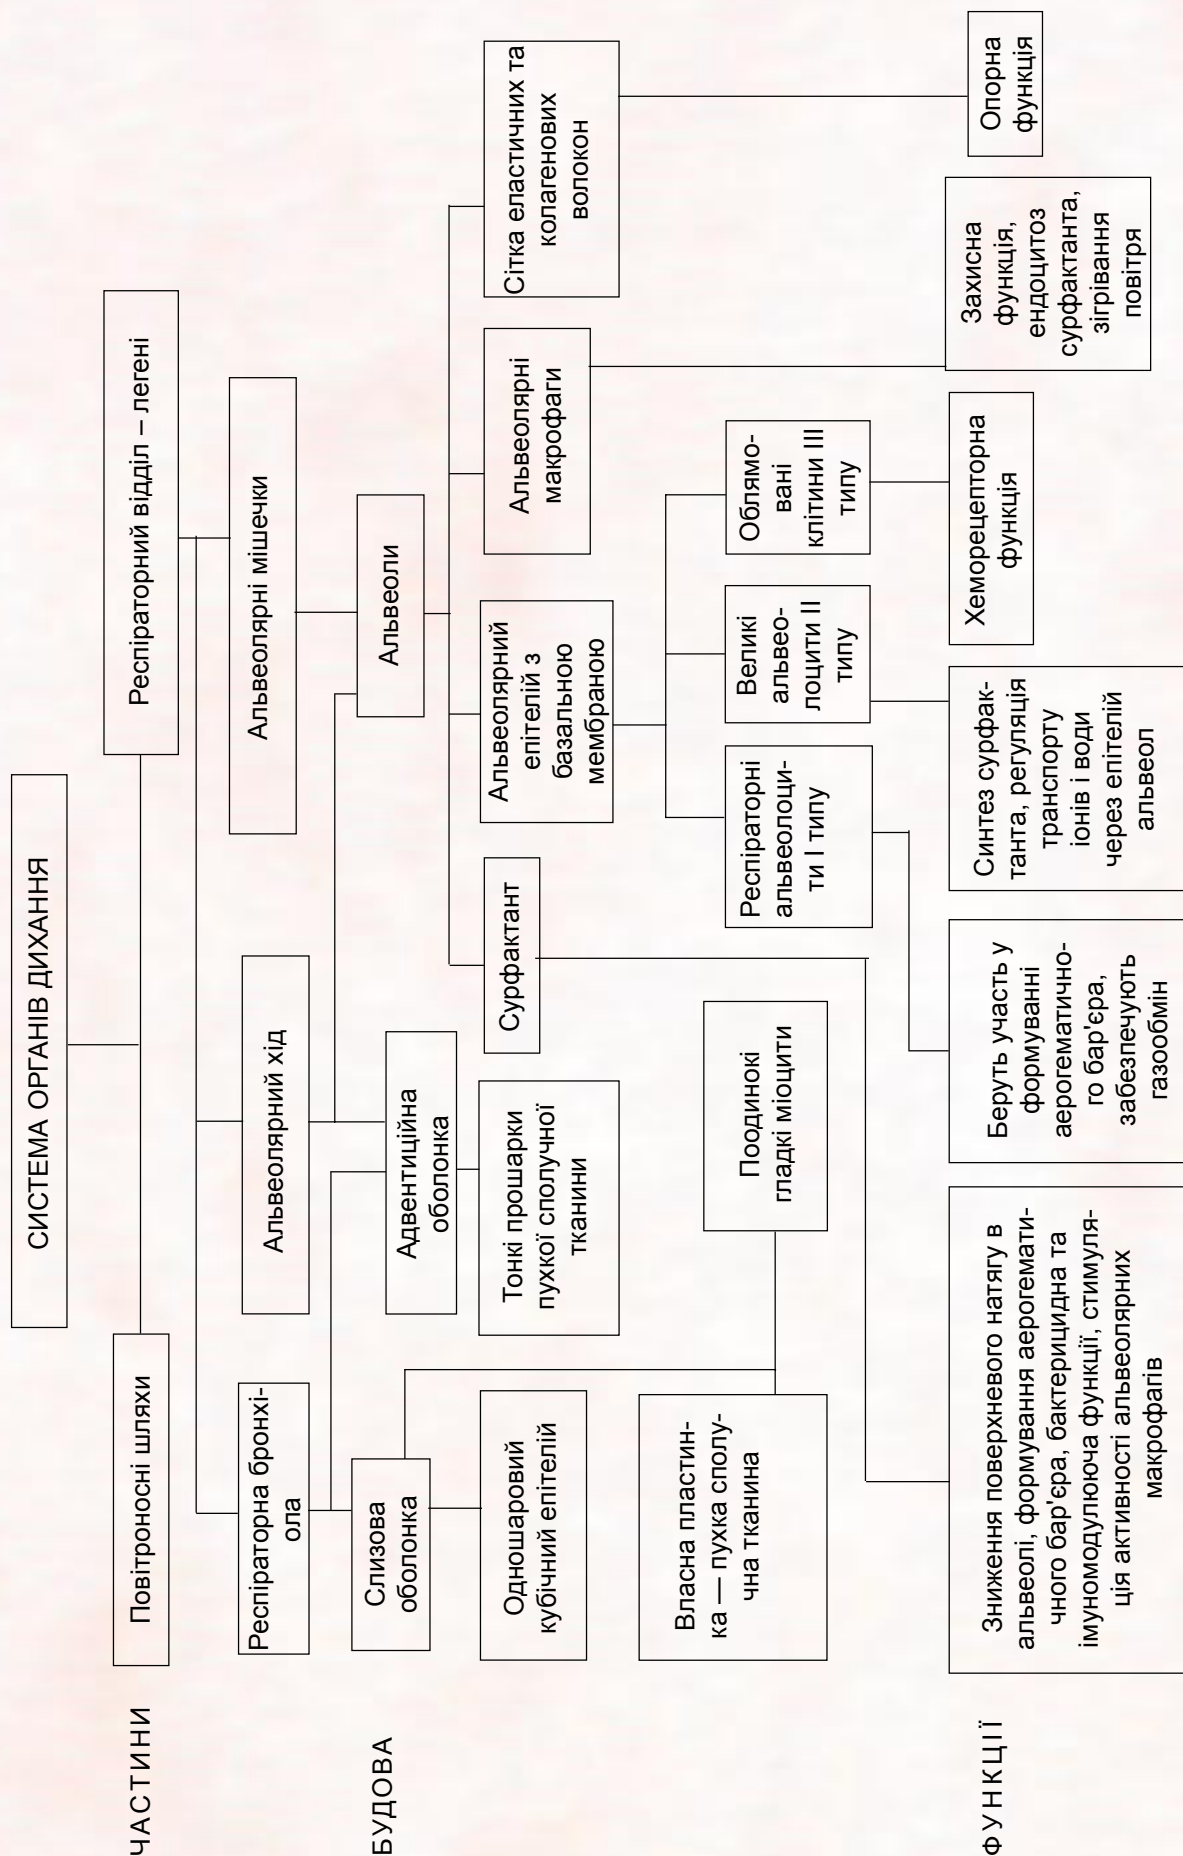 СИСТЕМА ОРГАНІВ ДИХАННЯ
ЧАСТИНИ
Повітроносні шляхи
Респіраторний відділ – легені
Респіраторна бронхі-
ола
Альвеолярний хід
Альвеолярні мішечки
БУДОВА
Слизова
оболонка
Адвентиційна
оболонка
Альвеоли
Одношаровий
кубічний епітелій
Тонкі прошарки
пухкої сполучної
тканини
Сурфактант
Альвеолярний
епітелій з
базальною
мембраною
Альвеолярні
макрофаги
Сітка еластичних та
колагенових
волокон
Власна пластин-
ка — пухка сполу-
чна тканина
Поодинокі
гладкі міоцити
Респіраторні
альвеолоци-
ти І типу
Великі
альвео-
лоцити ІІ
типу
Облямо-
вані
клітини ІІІ
типу
ФУНКЦІЇ
Зниження поверхневого натягу в
альвеолі, формування аерогемати-
чного бар'єра, бактерицидна та
імуномодулююча функції, стимуля-
ція активності альвеолярних
макрофагів
Беруть участь у
формуванні
аерогематично-
го бар'єра,
забезпечують
газообмін
Синтез сурфак-
танта, регуляція
транспорту
іонів і води
через епітелій
альвеол
Хеморецепторна
функція
Захисна
функція,
ендоцитоз
сурфактанта,
зігрівання
повітря
Опорна
функція